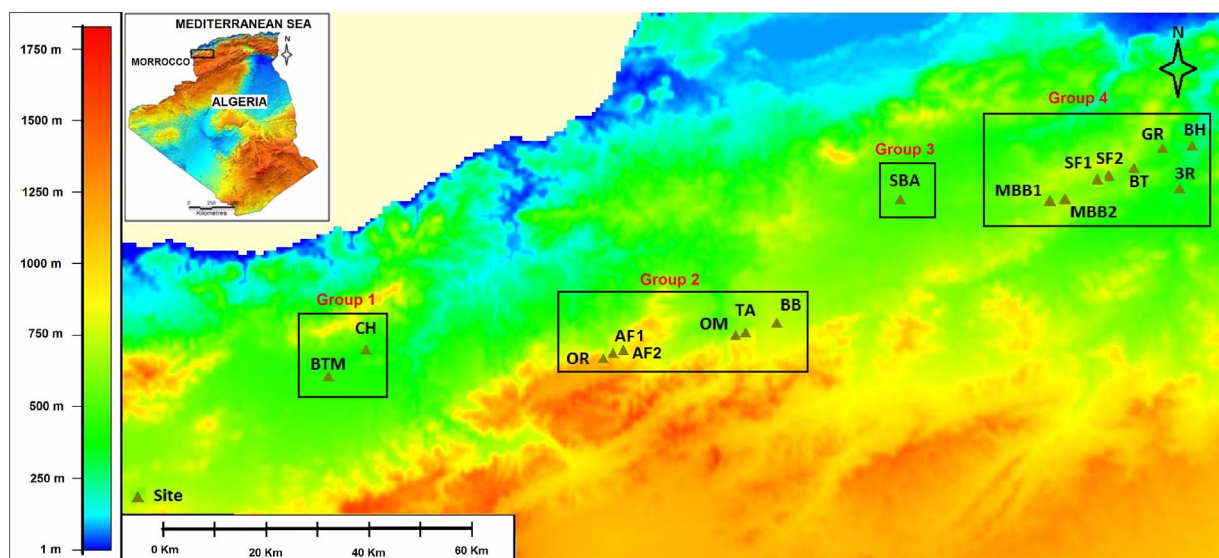 1750 m
1500 m
1250 m
1000 m
750 m
500 m
250 m
1 m
MEDITERRANEAN SEA
N
MORROCCO
ALGERIA
Kilomètres
N
Group 4
GR
BH
SF1
SF2
BT
3R
MBB1
MBB2
Group 3
SBA
Group 2
BB
TA
OM
AF1
AF2
OR
Group 1
CH
BTM
Site
0 Km
20 Km
40 Km
60 Km